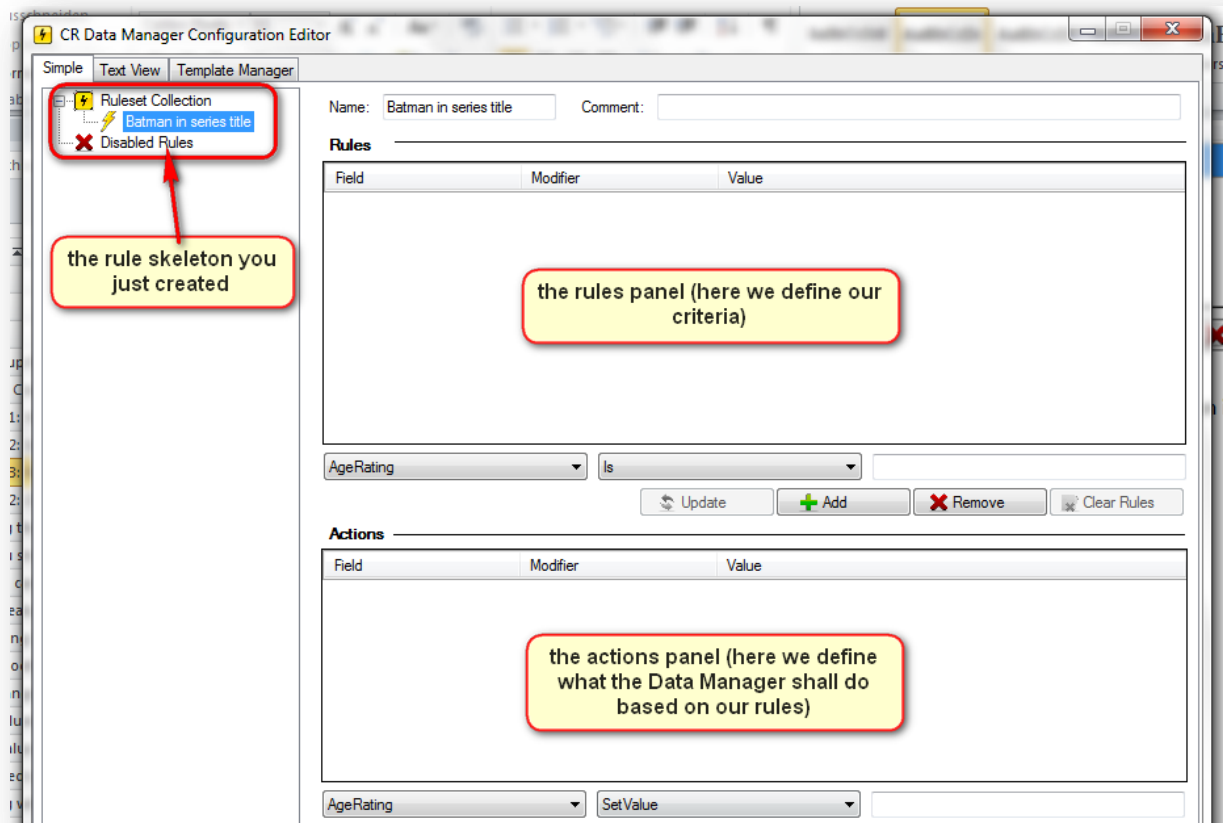 CR Data Manager Configuration Editor
Simple Text View Template Manager
Ruleset Collection
Batman in series title
Disabled Rules
Name: Batman in series title Comment:
Rules
Field Modifier Value
the rule skeleton you
just created
the rules panel (here we define our
criteria)
AgeRating Is
Update Add Remove Clear Rules
Actions
Field Modifier Value
the actions panel (here we define
what the Data Manager shall do
based on our rules)
AgeRating SetValue